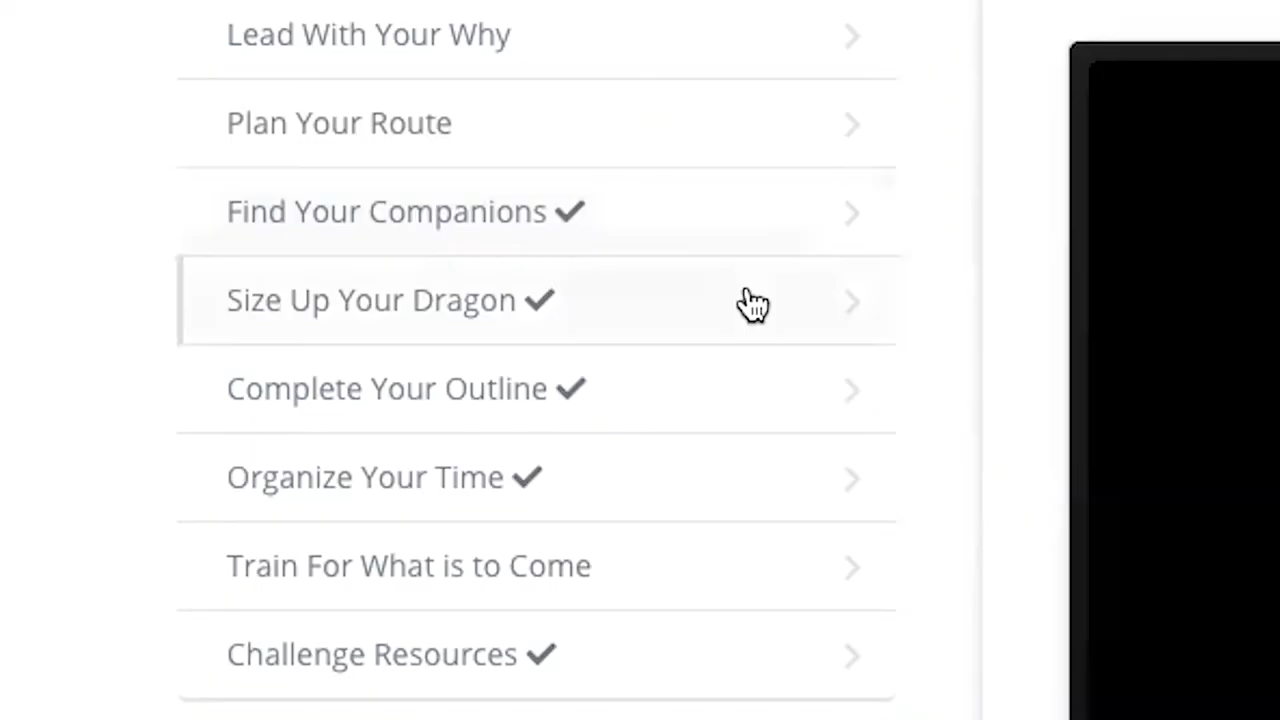 Lead With Your Why
Plan Your Route
Find Your Companions
Size Up Your Dragon
Complete Your Outline
Organize Your Time
Train For What is to Come
Challenge Resources